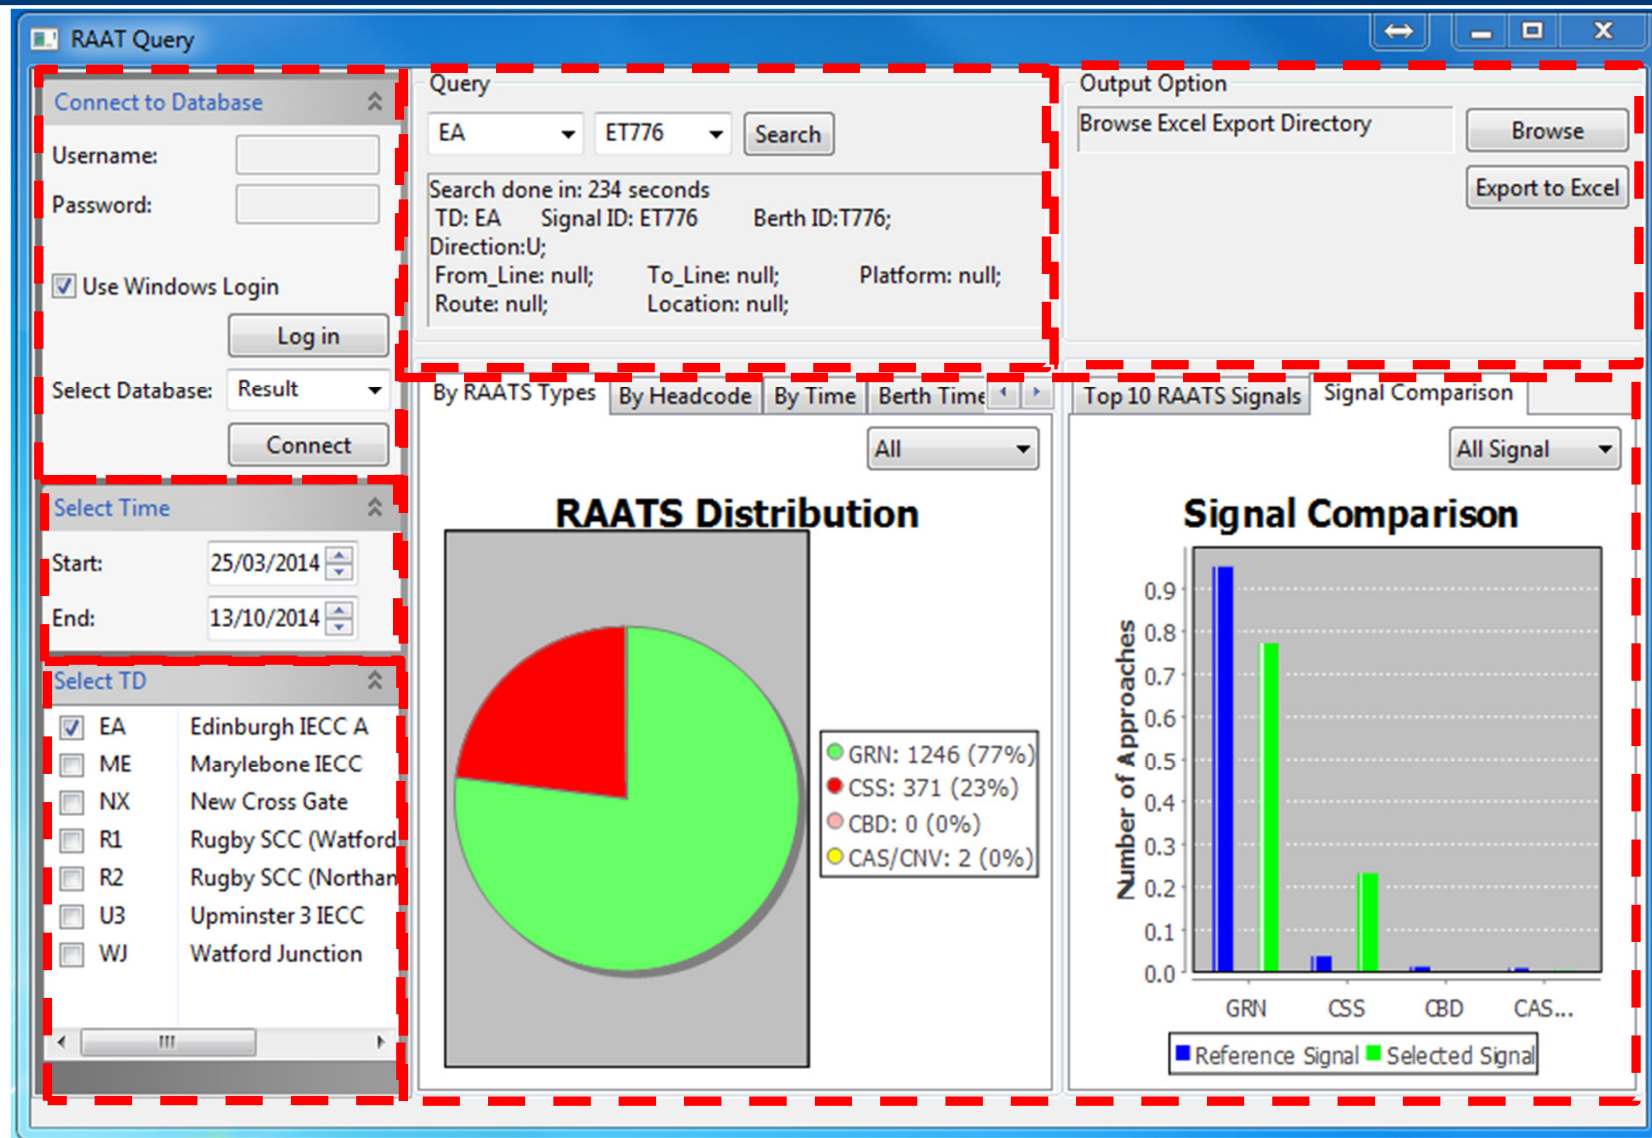 RAAT Query
Connect to Database
Username:
Password:
Use Windows Login
Log in
Select Database: Result
Connect
Select Time
Start: 25/03/2014
End: 13/10/2014
Select TD
EA Edinburgh IECC A
ME Marylebone IECC
NX New Cross Gate
R1 Rugby SCC (Watford
R2 Rugby SCC (Northan
U3 Upminster 3 IECC
WJ Watford Junction
Query
EA ET776 Search
Search done in: 234 seconds
TD: EA Signal ID: ET776 Berth ID:T776;
Direction:U;
From_Line: null; To_Line: null; Platform: null;
Route: null; Location: null;
Output Option
Browse Excel Export Directory Browse
Export to Excel
By RAATS Types By Headcode By Time Berth Time
All
RAATS Distribution
GRN: 1246 (77%)
CSS: 371 (23%)
CBD: 0 (0%)
CAS/CNV: 2 (0%)
Top 10 RAATS Signals Signal Comparison
All Signal
Signal Comparison
Number of Approaches
0.9
0.8
0.7
0.6
0.5
0.4
0.3
0.2
0.1
0.0
GRN CSS CBD CAS...
Reference Signal Selected Signal